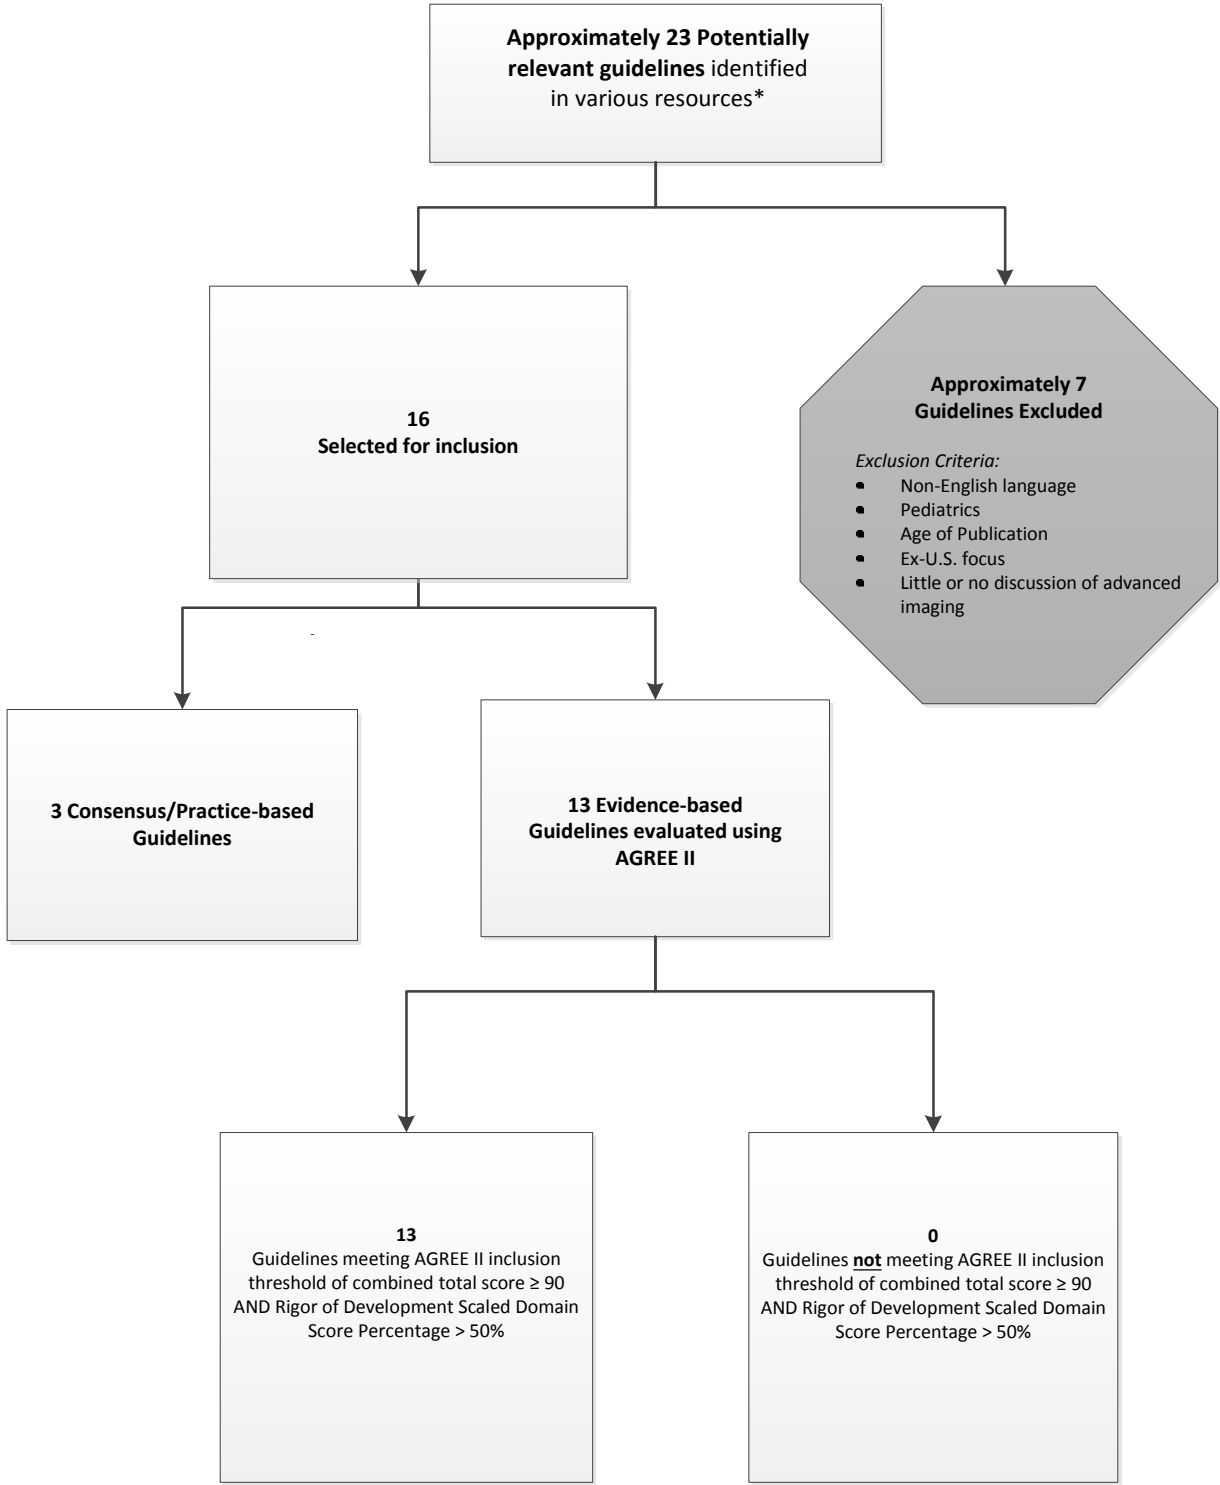 Approximately 23 Potentially
relevant guidelines identified
in various resources*
16
Selected for inclusion
Approximately 7
Guidelines Excluded
Exclusion Criteria:
▪ Non-English language
▪ Pediatrics
▪ Age of Publication
▪ Ex-U.S. focus
▪ Little or no discussion of advanced
imaging
-
3 Consensus/Practice-based
Guidelines
13 Evidence-based
Guidelines evaluated using
AGREE II
13
Guidelines meeting AGREE II inclusion
threshold of combined total score ≥ 90
AND Rigor of Development Scaled Domain
Score Percentage > 50%
0
Guidelines not meeting AGREE II inclusion
threshold of combined total score ≥ 90
AND Rigor of Development Scaled Domain
Score Percentage > 50%